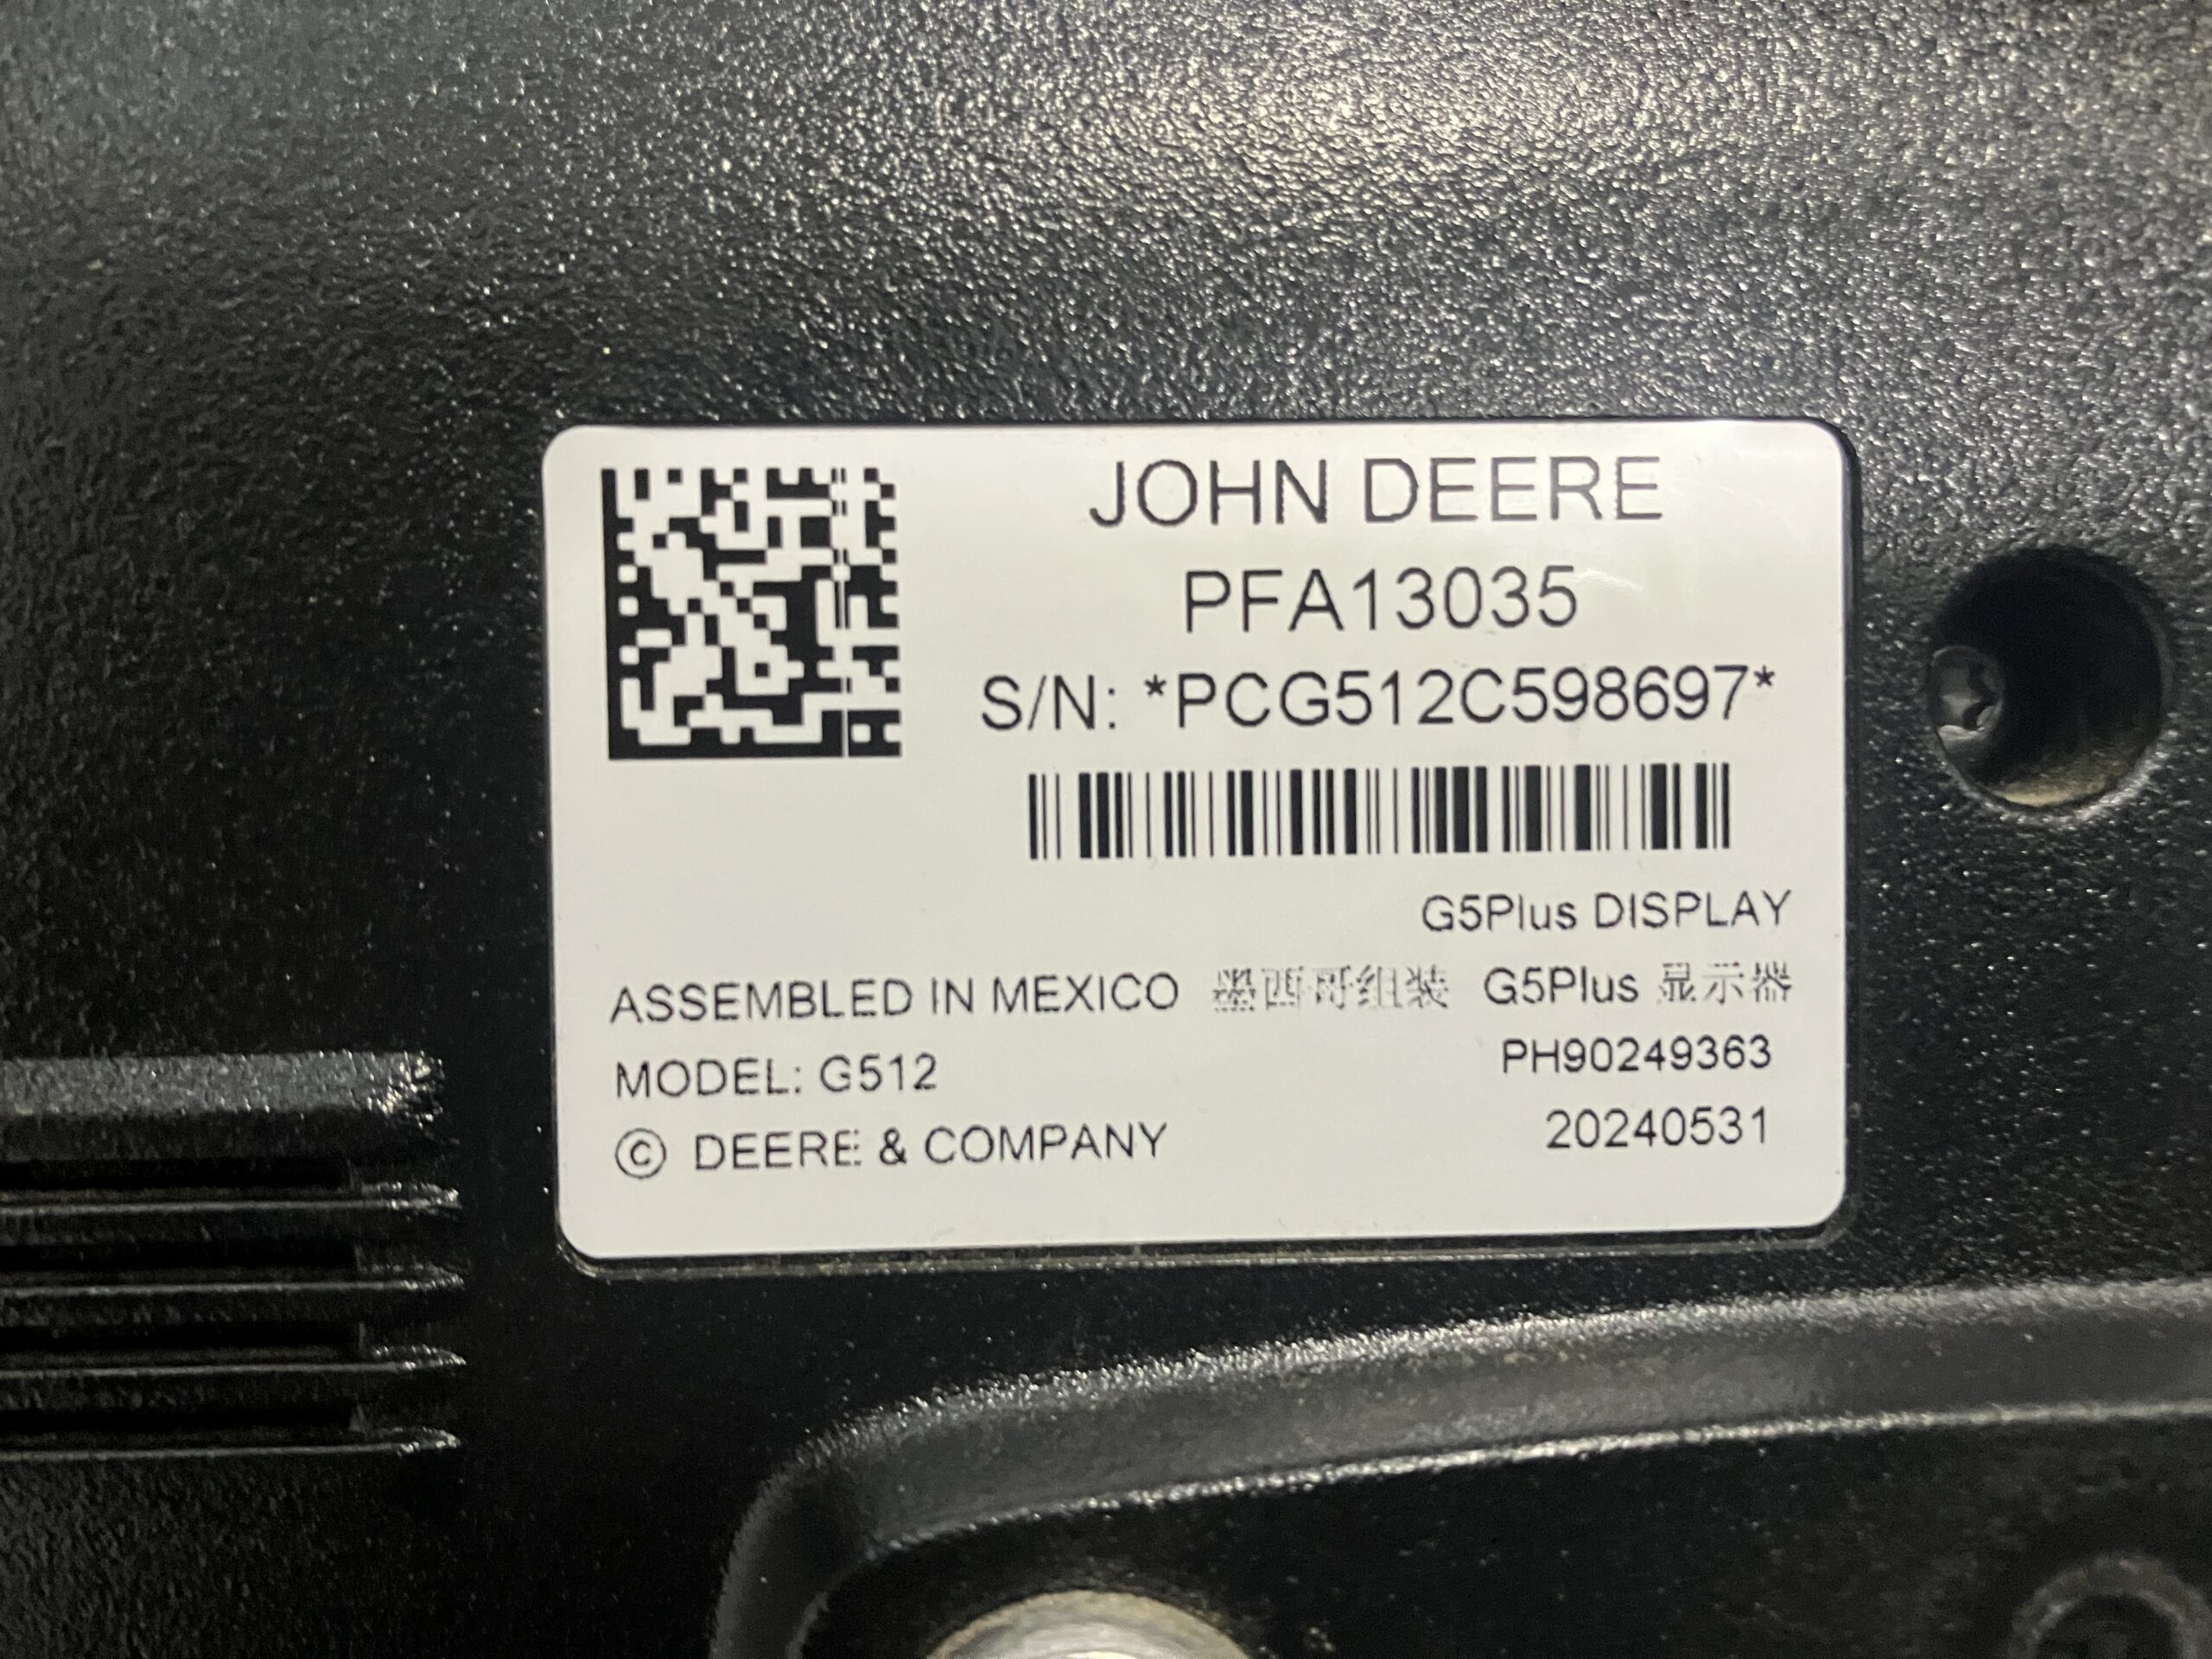 JOHN DEERE
PFA13035
S/N: *PCG512C598697*
G5Plus DISPLAY
ASSEMBLED IN MEXICO 墨西哥组装 G5Plus 显示器
MODEL: G512 PH90249363
© DEERE & COMPANY 20240531